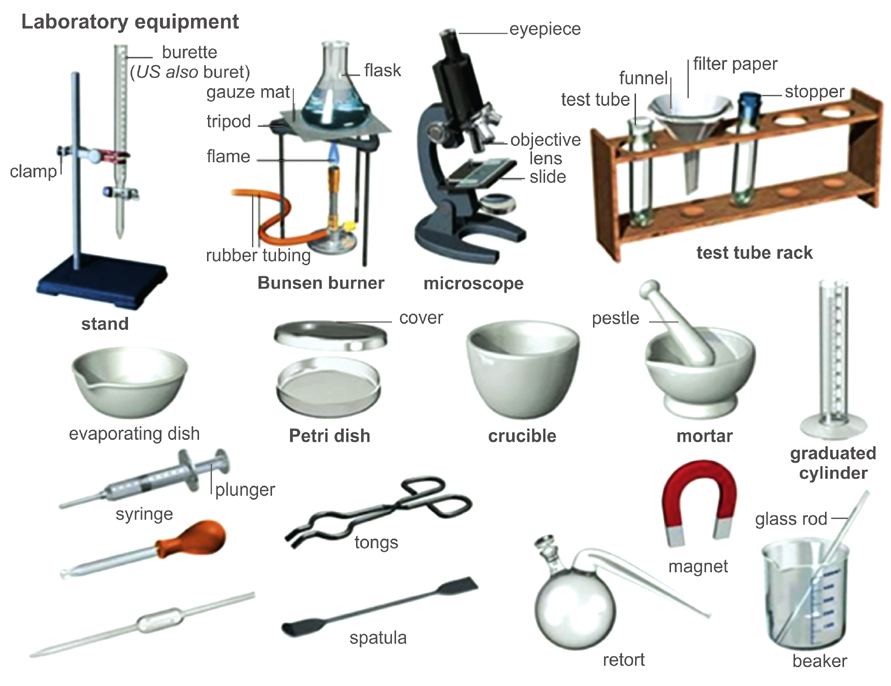 Laboratory equipment
burette
(US also buret)
clamp
stand
flask
gauze mat
tripod
flame
rubber tubing
Bunsen burner
eyepiece
objective
lens
slide
microscope
funnel
filter paper
test tube
stopper
test tube rack
evaporating dish
cover
Petri dish
crucible
pestle
mortar
graduated
cylinder
plunger
syringe
tongs
spatula
magnet
retort
glass rod
beaker